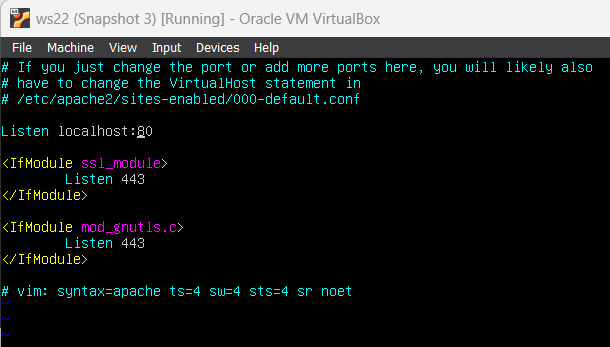 ws22 (Snapshot 3) [Running] - Oracle VM VirtualBox
File Machine View Input Devices Help
# If you just change the port or add more ports here, you will likely also
# have to change the VirtualHost statement in
# /etc/apache2/sites-enabled/000-default.conf
Listen localhost:80
<IfModule ssl_module>
Listen 443
</IfModule>
<IfModule mod_gnutls.c>
Listen 443
</IfModule>
# vim: syntax=apache ts=4 sw=4 sts=4 sr noet
~
~
~